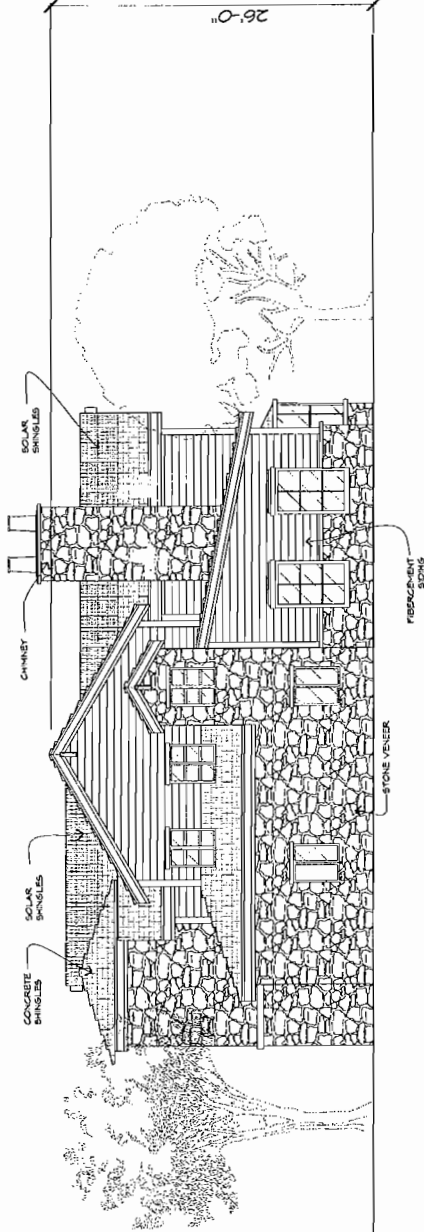 CONCRETE
SHINGLES
SOLAR
SHINGLES
CHIMNEY
SOLAR
SHINGLES
26'-0"
STONE VENEER
FIBERCEMENT
SIDING